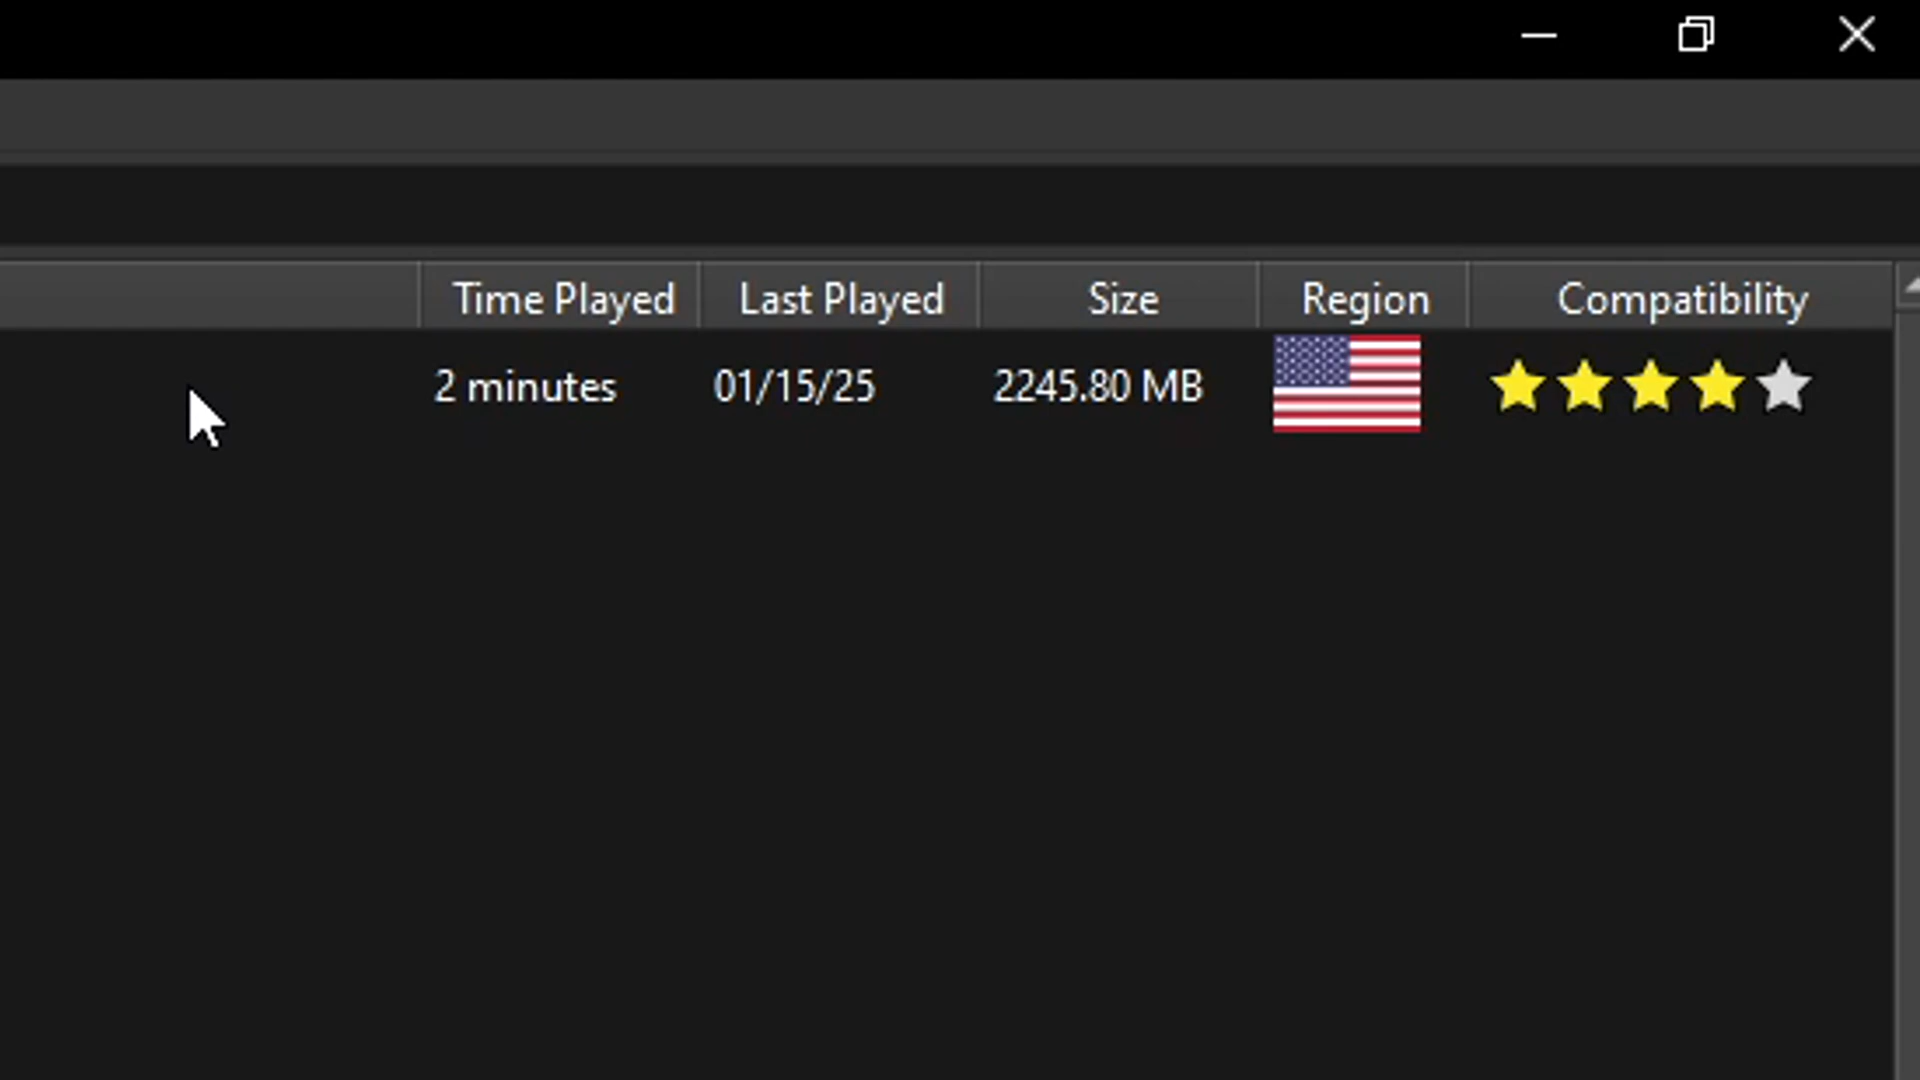 Time Played Last Played Size Region Compatibility
2 minutes 01/15/25 2245.80 MB